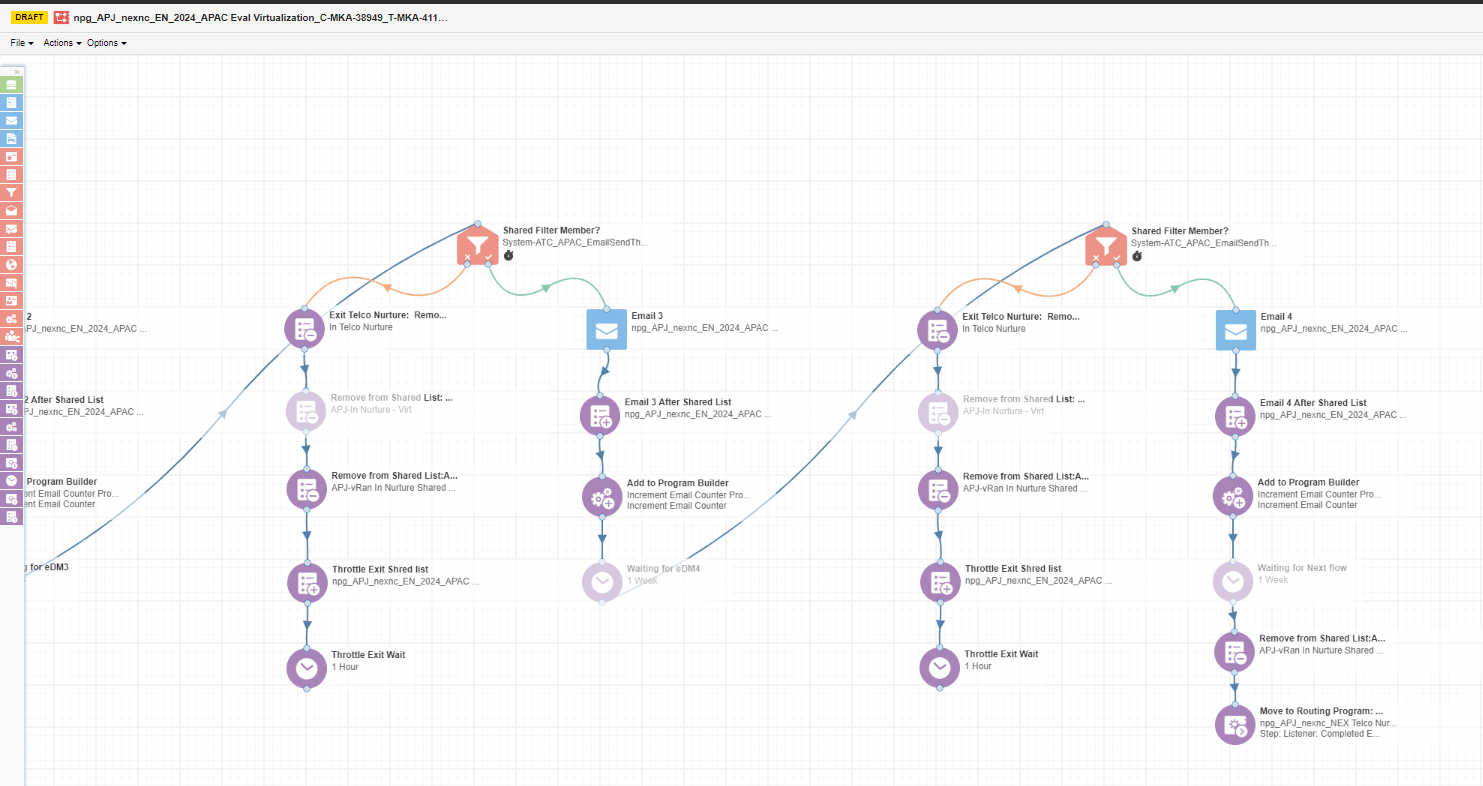 DRAFT npg_APJ_nexnc_EN_2024_APAC Eval Virtualization_C-MKA-38949_T-MKA-411…
File Actions Options
2
PJ_nexnc_EN_2024_APAC ...
2 After Shared List
PJ_nexnc_EN_2024_APAC ...
Program Builder
ent Email Counter Pro...
ent Email Counter
g for eDM3
Shared Filter Member?
System-ATC_APAC_EmailSendTh...
Exit Telco Nurture: Remo...
In Telco Nurture
Remove from Shared List: ...
APJ-In Nurture - Virt
Remove from Shared List:A...
APJ-vRan In Nurture Shared ...
Throttle Exit Shred list
npg_APJ_nexnc_EN_2024_APAC ...
Throttle Exit Wait
1 Hour
Email 3
npg_APJ_nexnc_EN_2024_APAC ...
Email 3 After Shared List
npg_APJ_nexnc_EN_2024_APAC ...
Add to Program Builder
Increment Email Counter Pro...
Increment Email Counter
Waiting for eDM4
1 Week
Shared Filter Member?
System-ATC_APAC_EmailSendTh...
Exit Telco Nurture: Remo...
In Telco Nurture
Remove from Shared List: ...
APJ-In Nurture - Virt
Remove from Shared List:A...
APJ-vRan In Nurture Shared ...
Throttle Exit Shred list
npg_APJ_nexnc_EN_2024_APAC ...
Throttle Exit Wait
1 Hour
Email 4
npg_APJ_nexnc_EN_2024_APAC ...
Email 4 After Shared List
npg_APJ_nexnc_EN_2024_APAC ...
Add to Program Builder
Increment Email Counter Pro...
Increment Email Counter
Waiting for Next flow
1 Week
Remove from Shared List:A...
APJ-vRan In Nurture Shared ...
Move to Routing Program: ...
npg_APJ_nexnc_NEX Telco Nur...
Step: Listener: Completed E...